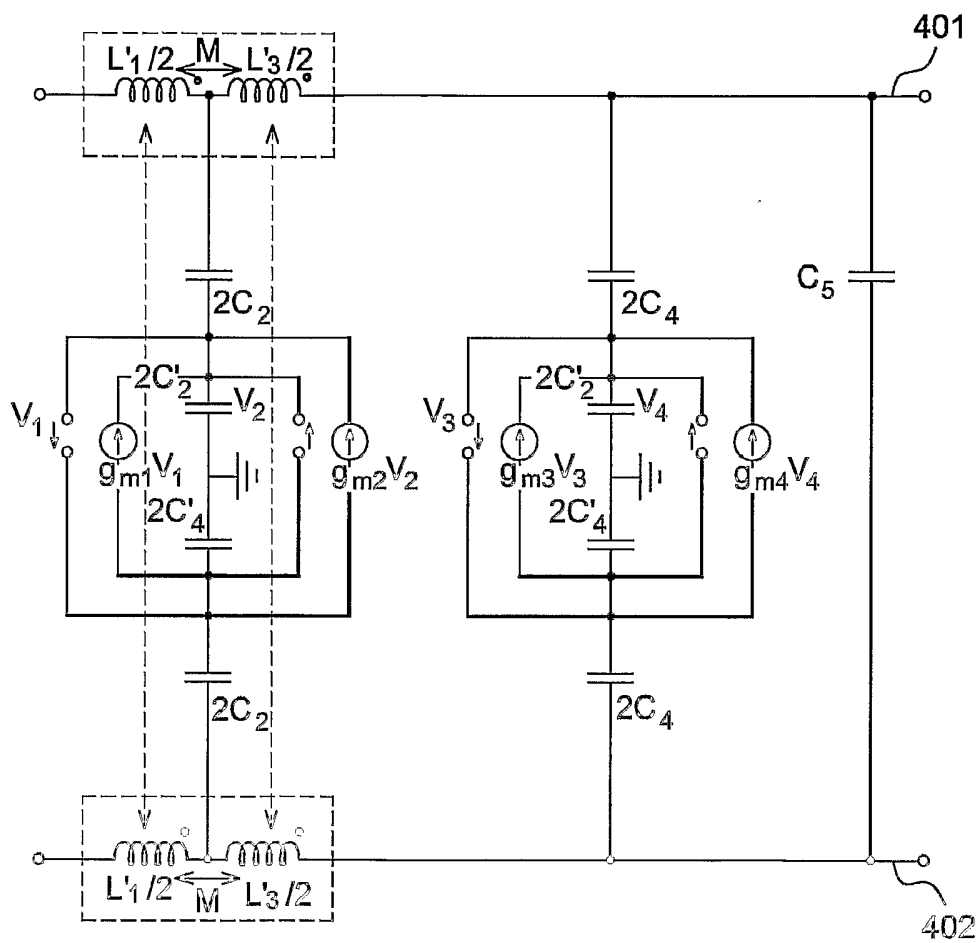 401
L'₁/2 M L'₃/2
2C₂
2C₄
C₅
2C'₂
2C'₂
V₁
V₂
V₃
V₄
gₘ₁V₁
gₘ₂V₂
gₘ₃V₃
gₘ₄V₄
2C'₄
2C'₄
2C₂
2C₄
L'₁/2 M L'₃/2
402